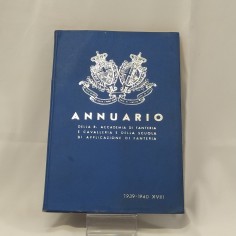 ANNUARIO
DELLA R. ACCADEMIA DI FANTERIA
E CAVALLERIA E DELLA SCUOLA
DI APPLICAZIONE DI FANTERIA
1939-1940 XVIII